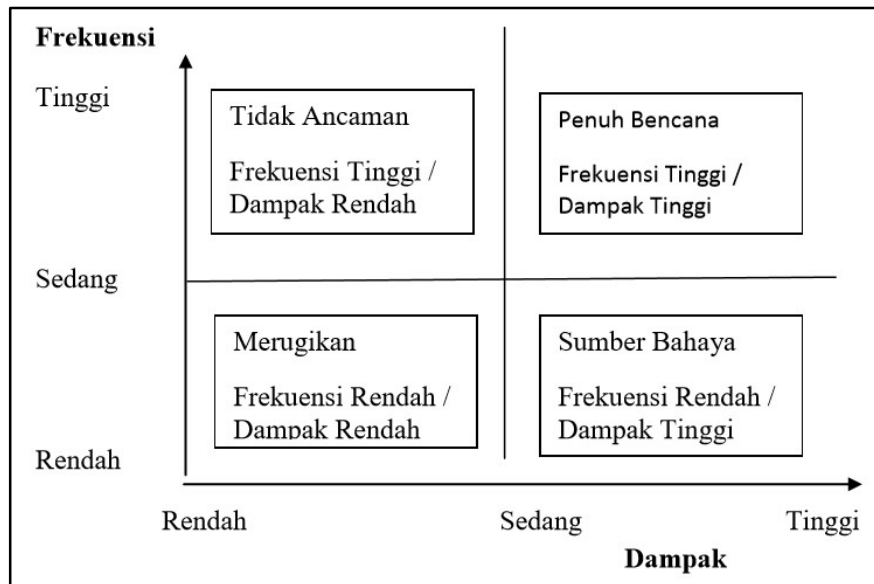 Frekuensi
Tinggi
Tidak Ancaman
Frekuensi Tinggi /
Dampak Rendah
Penuh Bencana
Frekuensi Tinggi /
Dampak Tinggi
Sedang
Merugikan
Frekuensi Rendah /
Dampak Rendah
Sumber Bahaya
Frekuensi Rendah /
Dampak Tinggi
Rendah
Rendah
Sedang
Tinggi
Dampak